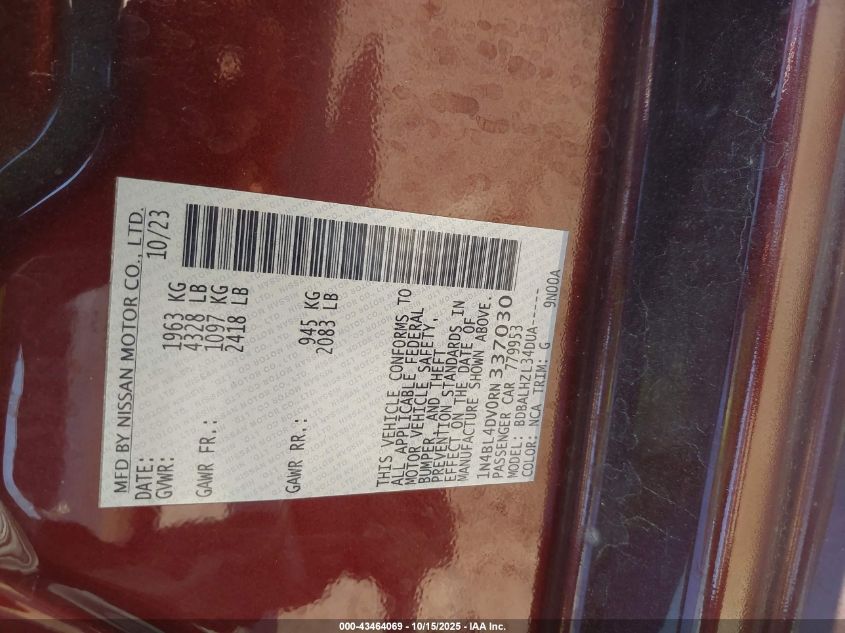 MFD BY NISSAN MOTOR CO., LTD.
DATE: 10/23
GVWR: 1963 KG
4328 LB
GAWR FR.: 1097 KG
2418 LB
GAWR RR.: 945 KG
2083 LB
THIS VEHICLE CONFORMS TO
ALL APPLICABLE FEDERAL
MOTOR VEHICLE SAFETY,
BUMPER, AND THEFT
PREVENTION STANDARDS IN
EFFECT ON THE DATE OF
MANUFACTURE SHOWN ABOVE.
1N4BL4DV0RN337030
PASSENGER CAR 779953
MODEL: BDBALHZL34DUA-----
COLOR: NCA TRIM: G 9N00A
000-43464069 - 10/15/2025 - IAA Inc.